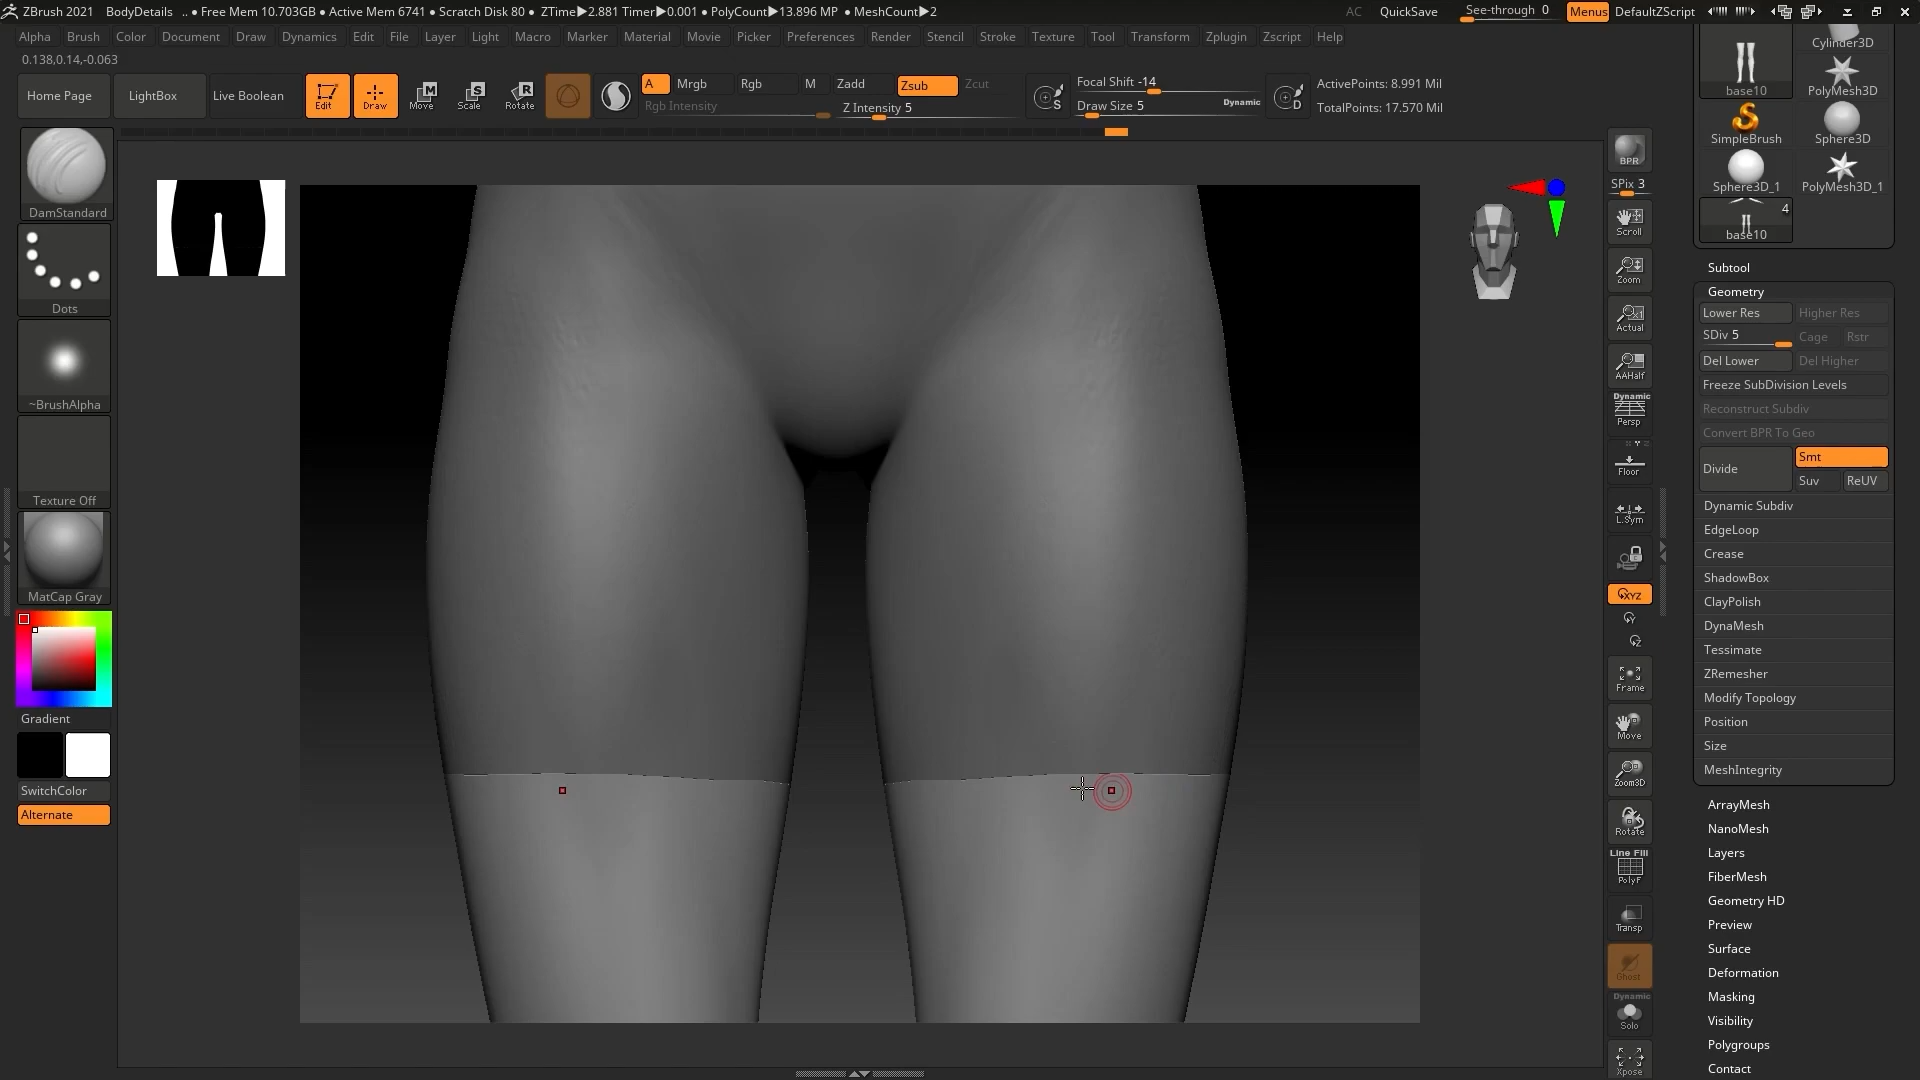 ZBrush 2021 BodyDetails .. ● Free Mem 10.703GB ● Active Mem 6741 ● Scratch Disk 80 ● ZTime▶2.881 Timer▶0.001 ● PolyCount▶13.896 MP ● MeshCount▶2 AC QuickSave See-through 0 Menus DefaultZScript
Alpha Brush Color Document Draw Dynamics Edit File Layer Light Macro Marker Material Movie Picker Preferences Render Stencil Stroke Texture Tool Transform Zplugin Zscript Help
0.138,0.14,-0.063
Home Page LightBox Live Boolean Edit Draw Move Scale Rotate
A Mrgb Rgb M Zadd Zsub Zcut
Rgb Intensity Z Intensity 5
S Focal Shift -14
Draw Size 5 Dynamic D
ActivePoints: 8.991 Mil
TotalPoints: 17.570 Mil
DamStandard
Dots
~BrushAlpha
Texture Off
MatCap Gray
Gradient
SwitchColor
Alternate
BPR
SPix 3
Scroll
Zoom
Actual
AAHalf
Dynamic
Persp
Floor
L.Sym
XYZ
Y
Z
Frame
Move
Zoom3D
Rotate
Line Fill
PolyF
Transp
Ghost
Dynamic
Solo
Xpose
Cylinder3D
base10 PolyMesh3D
SimpleBrush Sphere3D
Sphere3D_1 PolyMesh3D_1
4
base10
Subtool
Geometry
Lower Res Higher Res
SDiv 5 Cage Rstr
Del Lower Del Higher
Freeze SubDivision Levels
Reconstruct Subdiv
Convert BPR To Geo
Divide Smt
Suv ReUV
Dynamic Subdiv
EdgeLoop
Crease
ShadowBox
ClayPolish
DynaMesh
Tessimate
ZRemesher
Modify Topology
Position
Size
MeshIntegrity
ArrayMesh
NanoMesh
Layers
FiberMesh
Geometry HD
Preview
Surface
Deformation
Masking
Visibility
Polygroups
Contact